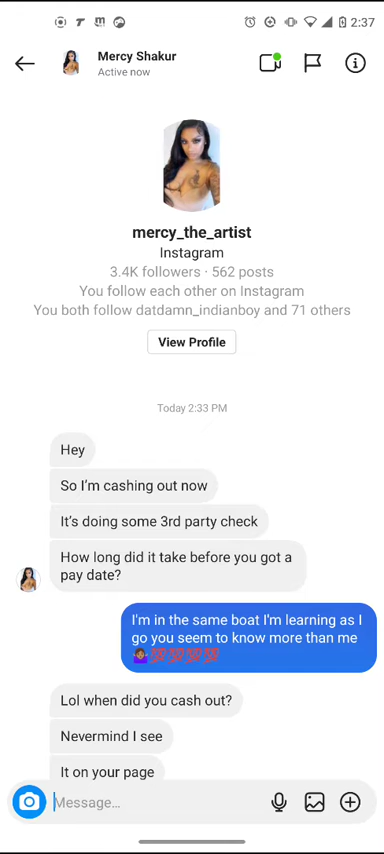 2:37
Mercy Shakur
Active now
mercy_the_artist
Instagram
3.4K followers · 562 posts
You follow each other on Instagram
You both follow datdamn_indianboy and 71 others
View Profile
Today 2:33 PM
Hey
So I'm cashing out now
It's doing some 3rd party check
How long did it take before you got a
pay date?
I'm in the same boat I'm learning as I
go you seem to know more than me
🤷🏾‍♀️💯💯💯💯
Lol when did you cash out?
Nevermind I see
It on your page
Message...